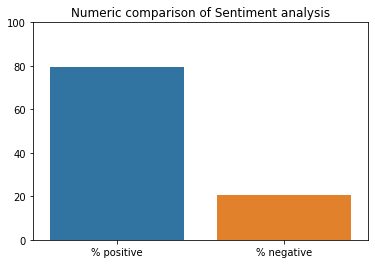 Numeric comparison of Sentiment analysis
100
80
60
40
20
0
% positive
% negative